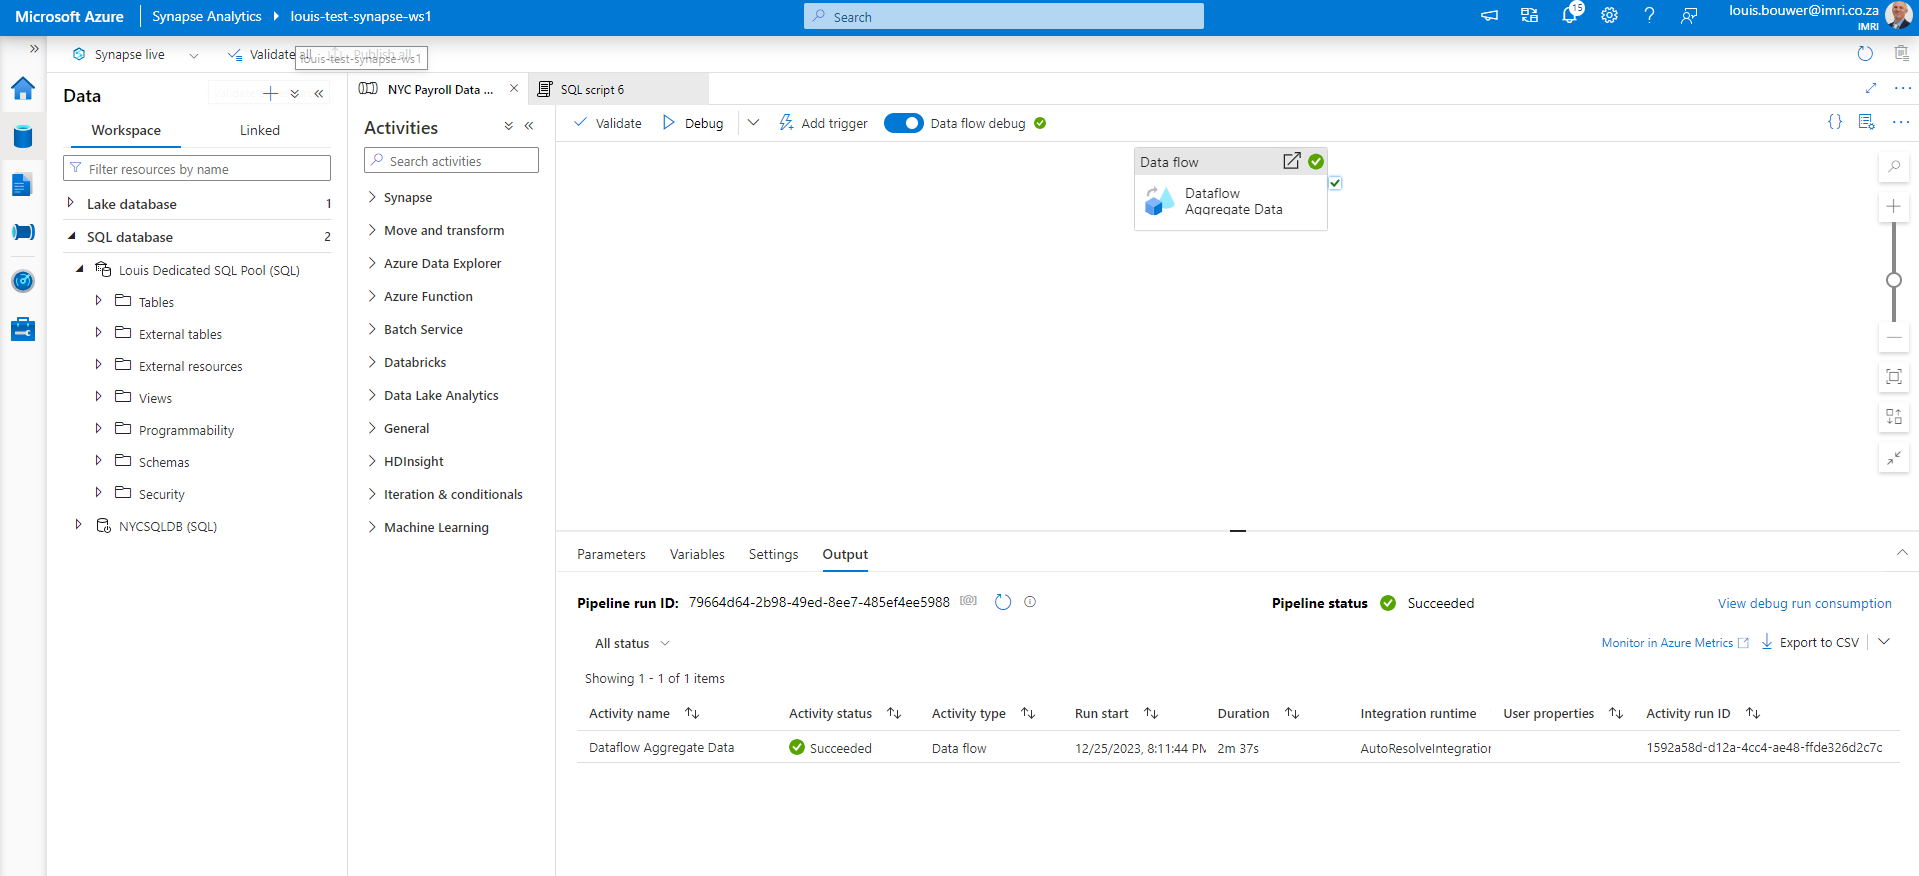 Microsoft Azure
Synapse Analytics
louis-test-synapse-ws1
Search
15
louis.bouwer@imri.co.za
IMRI
Synapse live
Validate all
Publish all
louis-test-synapse-ws1
Data
Workspace
Linked
Filter resources by name
Lake database 1
SQL database 2
Louis Dedicated SQL Pool (SQL)
Tables
External tables
External resources
Views
Programmability
Schemas
Security
NYCSQLDB (SQL)
NYC Payroll Data ...
SQL script 6
Activities
Search activities
Synapse
Move and transform
Azure Data Explorer
Azure Function
Batch Service
Databricks
Data Lake Analytics
General
HDInsight
Iteration & conditionals
Machine Learning
Validate
Debug
Add trigger
Data flow debug
{}
Data flow
Dataflow
Aggregate Data
Parameters
Variables
Settings
Output
Pipeline run ID: 79664d64-2b98-49ed-8ee7-485ef4ee5988 [@]
Pipeline status Succeeded
View debug run consumption
All status
Monitor in Azure Metrics
Export to CSV
Showing 1 - 1 of 1 items
Activity name Activity status Activity type Run start Duration Integration runtime User properties Activity run ID
Dataflow Aggregate Data Succeeded Data flow 12/25/2023, 8:11:44 PM 2m 37s AutoResolveIntegration 1592a58d-d12a-4cc4-ae48-ffde326d2c7c